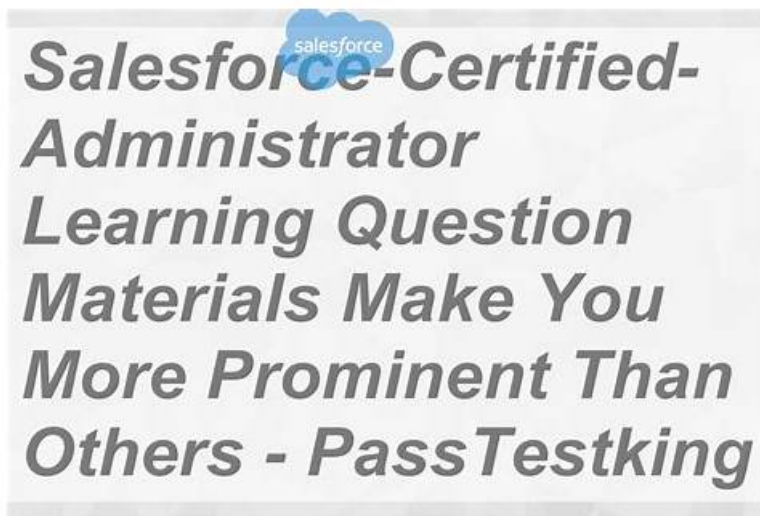 salesforce
Salesforce-Certified-
Administrator
Learning Question
Materials Make You
More Prominent Than
Others - PassTestking